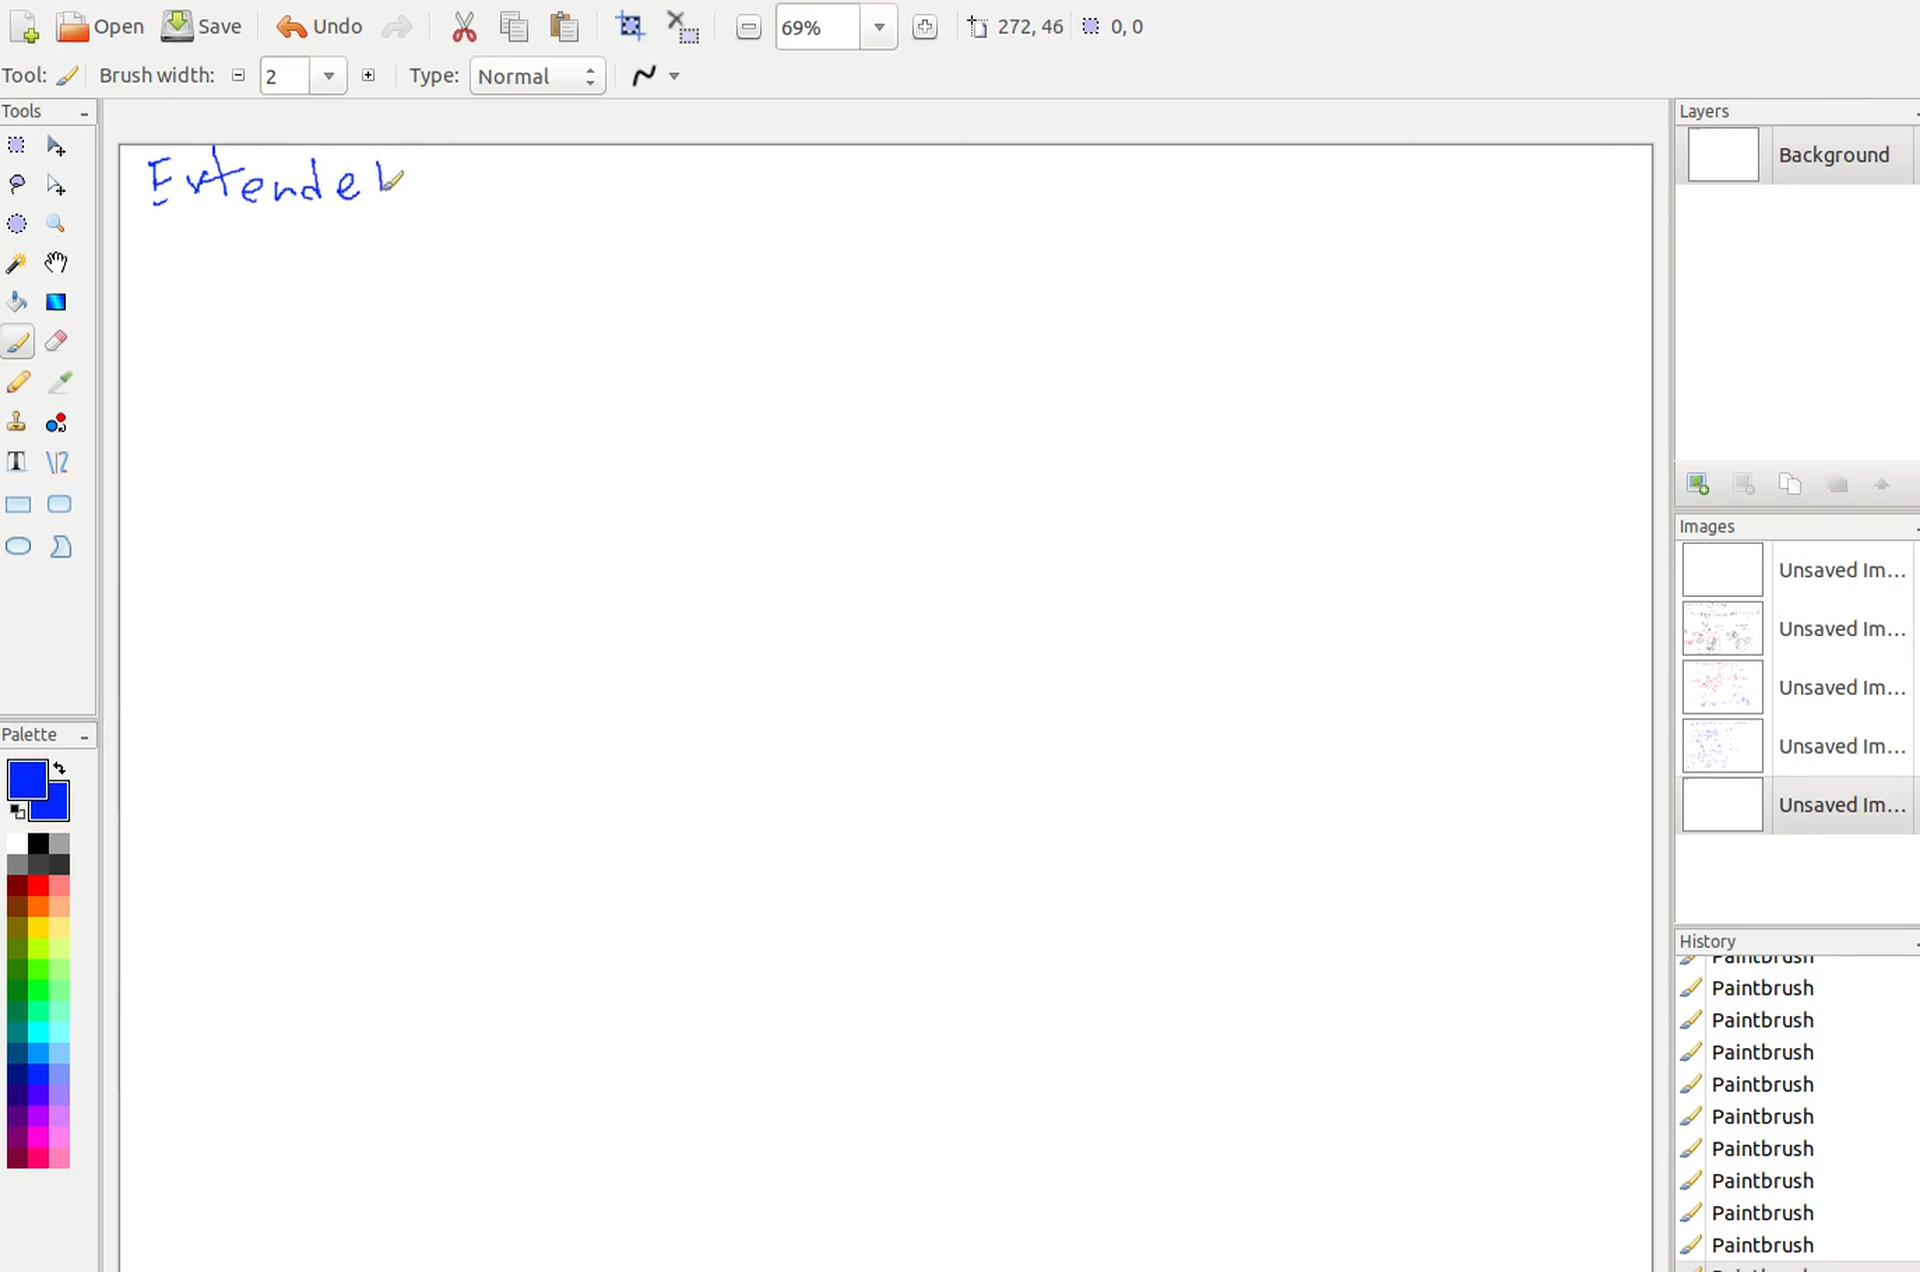 Open Save Undo 69% 272, 46 0, 0
Tool: Brush width: 2 Type: Normal
Tools
Layers
Background
Extende
Images
Unsaved Im...
Unsaved Im...
Unsaved Im...
Unsaved Im...
Unsaved Im...
Palette
History
Paintbrush
Paintbrush
Paintbrush
Paintbrush
Paintbrush
Paintbrush
Paintbrush
Paintbrush
Paintbrush
Paintbrush